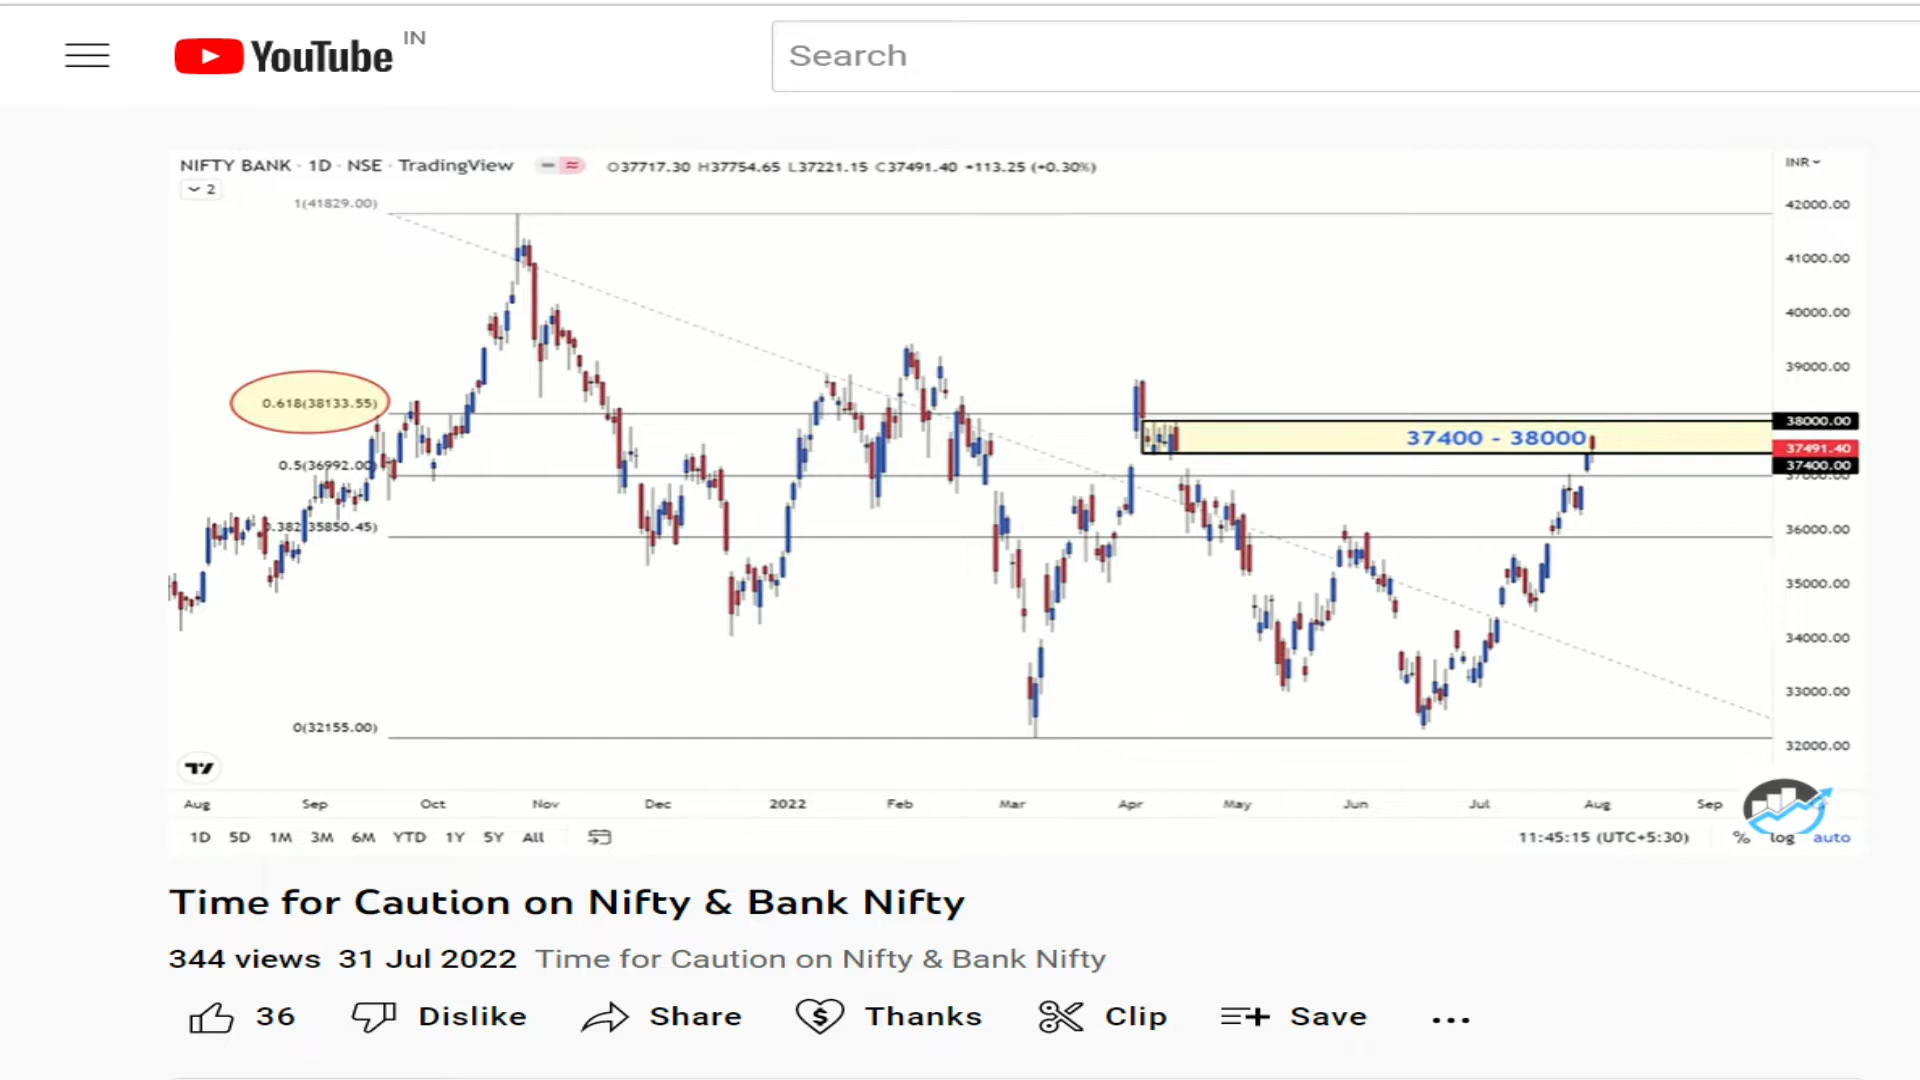 YouTube IN
Search
NIFTY BANK · 1D · NSE · TradingView O37717.30 H37754.65 L37221.15 C37491.40 +113.25 (+0.30%) INR
2
1(41829.00)
42000.00
41000.00
40000.00
39000.00
0.618(38133.55)
38000.00
37400 - 38000
37491.40
37400.00
0.5(36992.00)
37000.00
0.382(35850.45)
36000.00
35000.00
34000.00
33000.00
0(32155.00)
32000.00
Aug Sep Oct Nov Dec 2022 Feb Mar Apr May Jun Jul Aug Sep
1D 5D 1M 3M 6M YTD 1Y 5Y All 11:45:15 (UTC+5:30) % log auto
Time for Caution on Nifty & Bank Nifty
344 views 31 Jul 2022 Time for Caution on Nifty & Bank Nifty
36 Dislike Share Thanks Clip Save ...